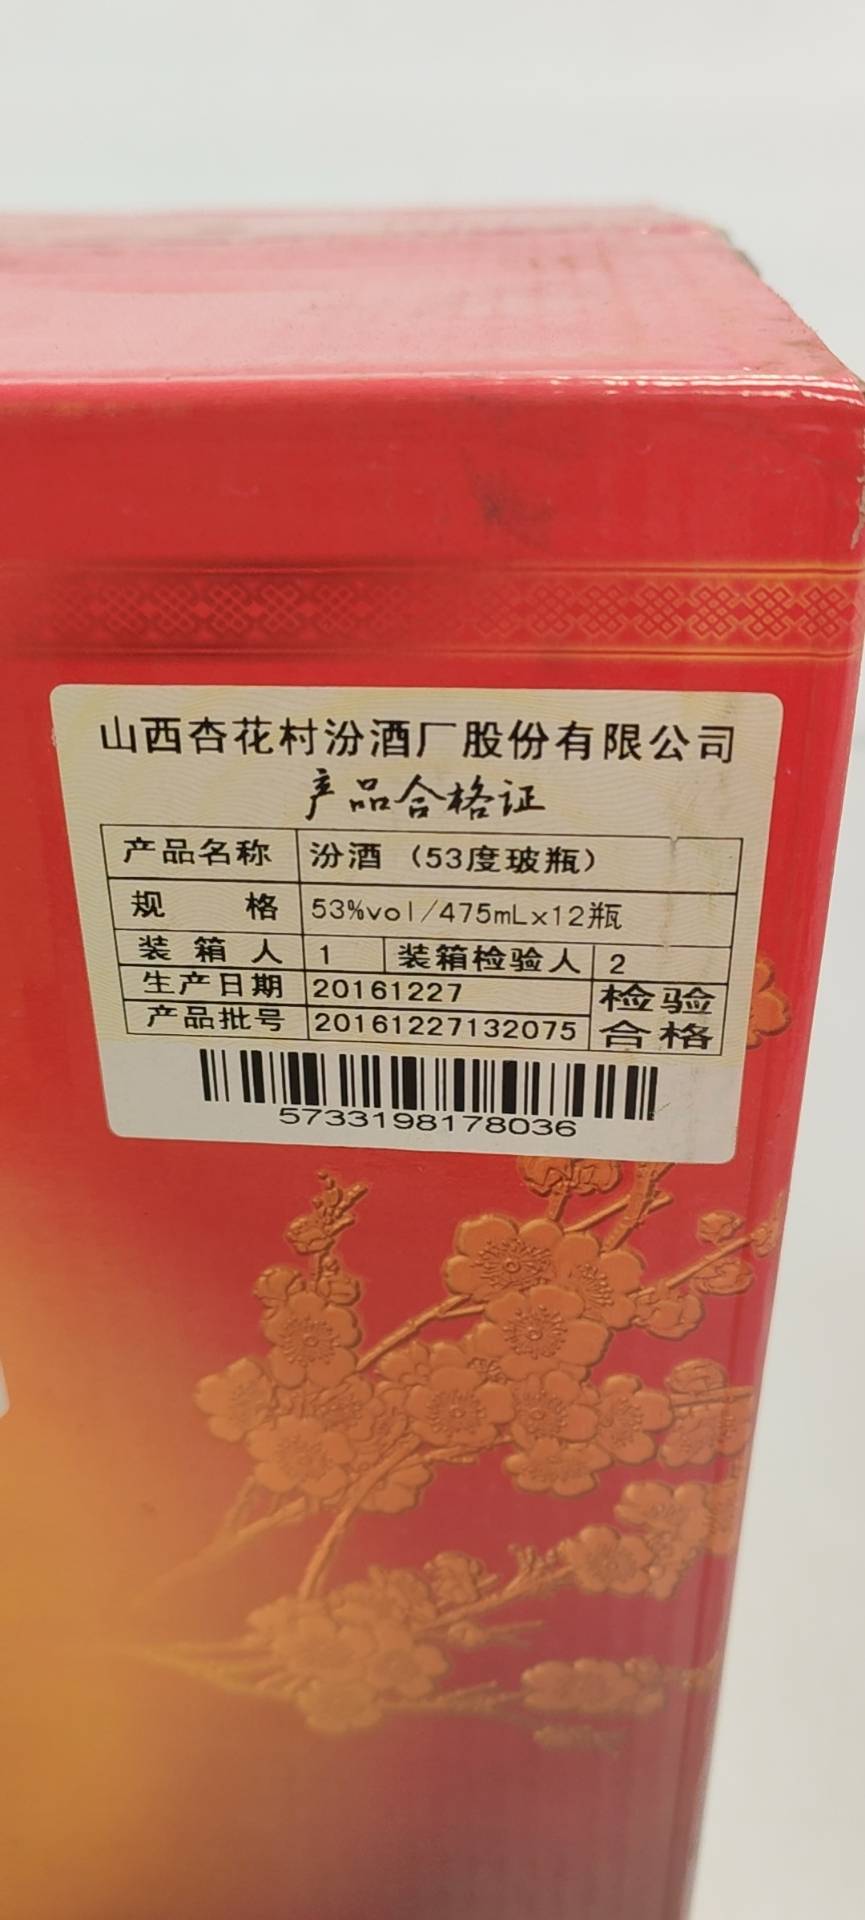 山西杏花村汾酒厂股份有限公司
产品合格证
产品名称 汾酒（53度玻瓶）
规 格 53%vol/475mL×12瓶
装箱人 1 装箱检验人 2
生产日期 20161227 检验
产品批号 20161227132075 合格
5733198178036